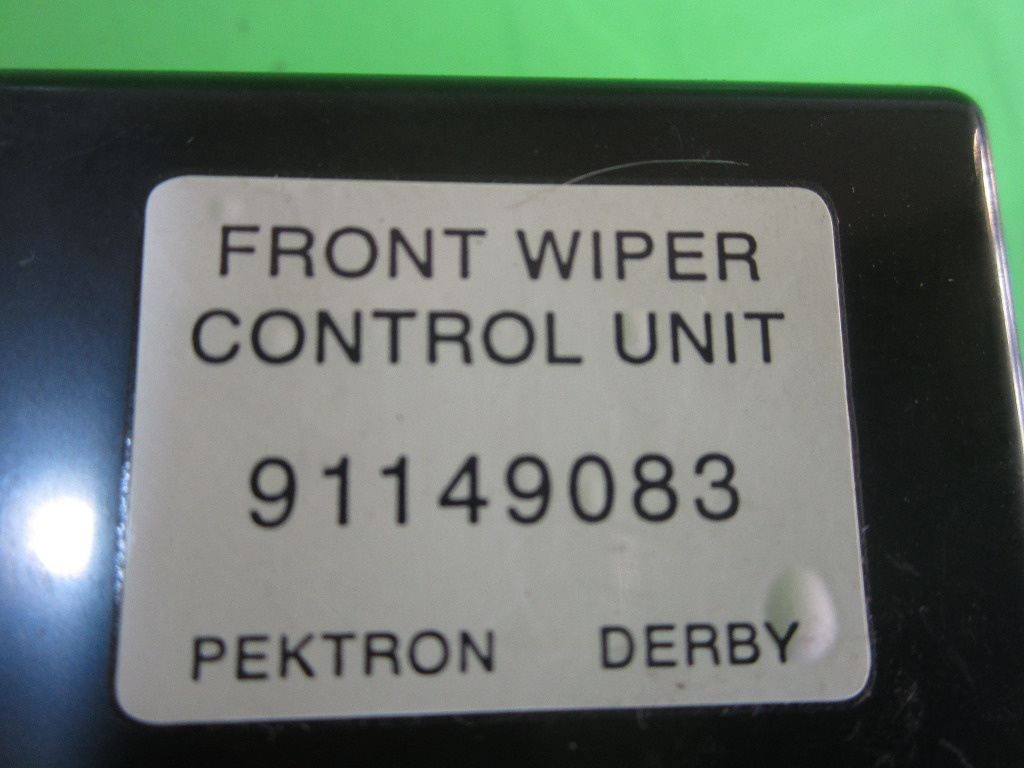 FRONT WIPER
CONTROL UNIT
91149083
PEKTRON DERBY